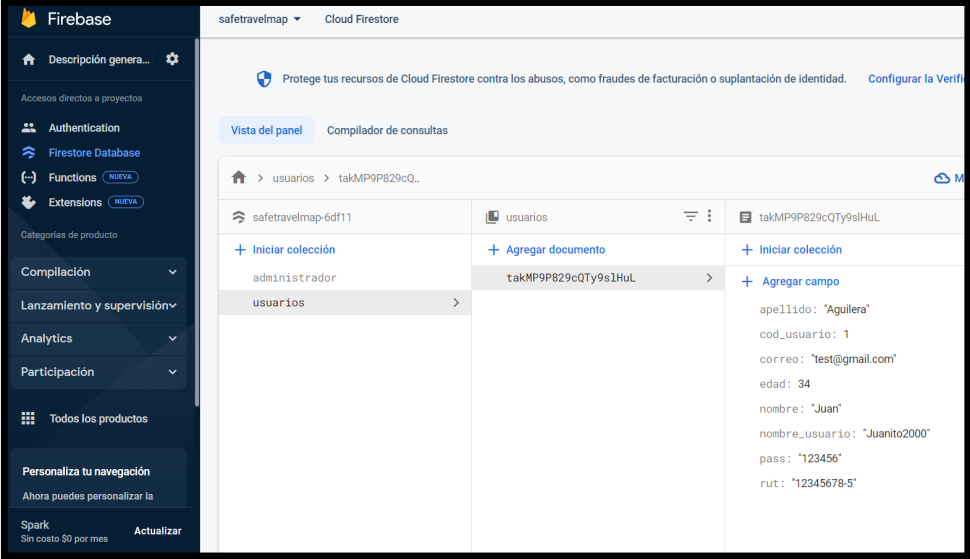 Firebase
safetravelmap
Cloud Firestore
Descripción genera...
Protege tus recursos de Cloud Firestore contra los abusos, como fraudes de facturación o suplantación de identidad.
Configurar la Verifi
Accesos directos a proyectos
Authentication
Firestore Database
Functions NUEVA
Extensions NUEVA
Categorías de producto
Compilación
Lanzamiento y supervisión
Analytics
Participación
Todos los productos
Personaliza tu navegación
Ahora puedes personalizar la
Spark
Sin costo $0 por mes
Actualizar
Vista del panel
Compilador de consultas
> usuarios > takMP9P829cQ..
M
safetravelmap-6df11
+ Iniciar colección
administrador
usuarios
usuarios
+ Agregar documento
takMP9P829cQTy9slHuL
takMP9P829cQTy9slHuL
+ Iniciar colección
+ Agregar campo
apellido: "Aguilera"
cod_usuario: 1
correo: "test@gmail.com"
edad: 34
nombre: "Juan"
nombre_usuario: "Juanito2000"
pass: "123456"
rut: "12345678-5"